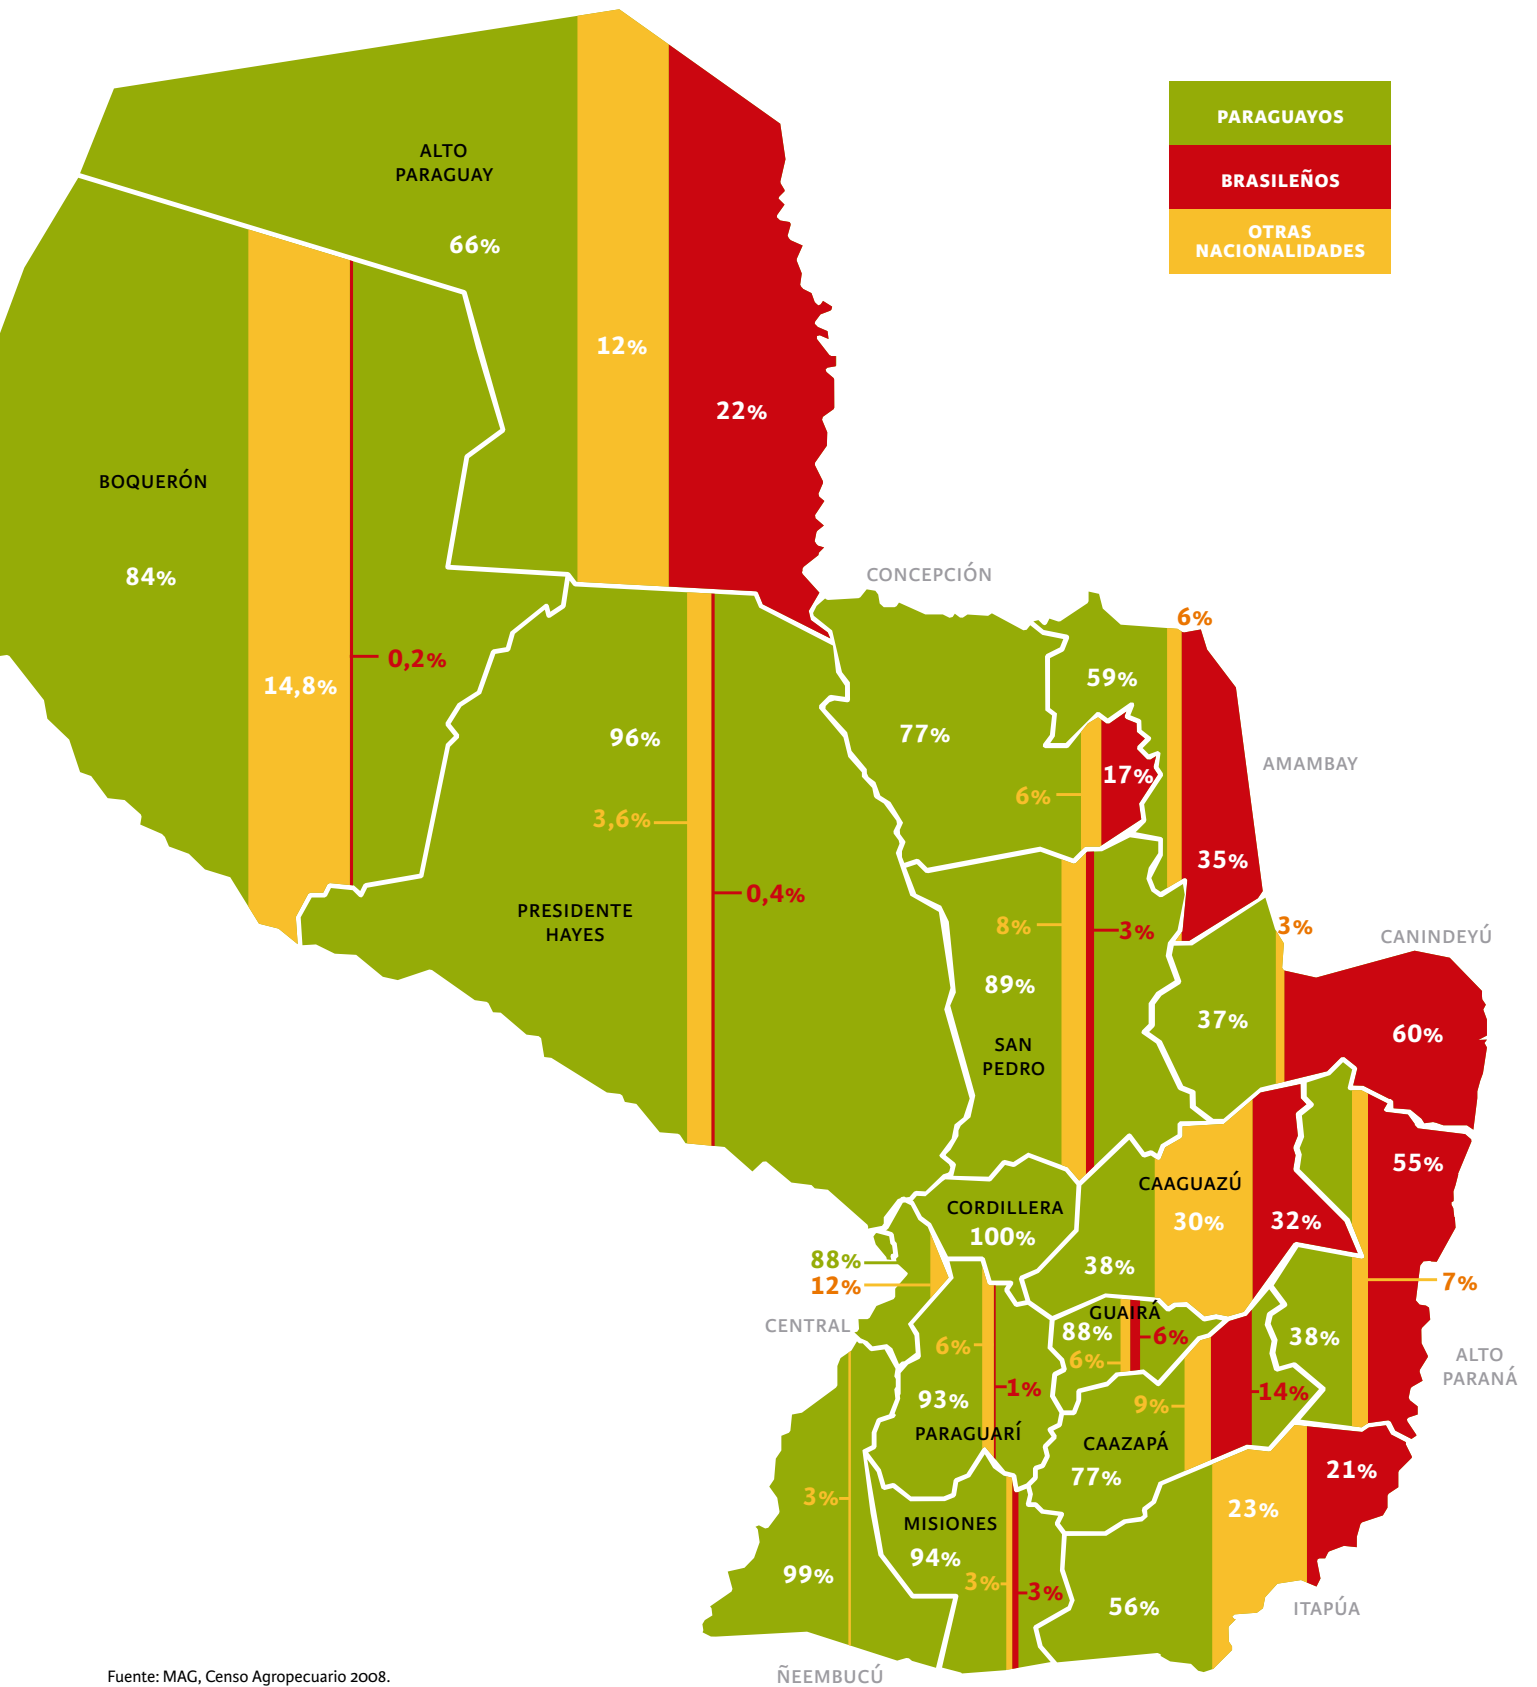 PARAGUAYOS
BRASILEÑOS
OTRAS
NACIONALIDADES
ALTO
PARAGUAY
66%
12%
22%
BOQUERÓN
84%
14,8%
0,2%
PRESIDENTE
HAYES
96%
3,6%
0,4%
CONCEPCIÓN
77%
6%
17%
AMAMBAY
59%
6%
35%
SAN
PEDRO
8%
3%
89%
CANINDEYÚ
37%
3%
60%
CORDILLERA
100%
CAAGUAZÚ
38%
30%
32%
ALTO
PARANÁ
38%
7%
55%
CENTRAL
88%
12%
GUAIRÁ
88%
6%
6%
PARAGUARÍ
93%
6%
1%
CAAZAPÁ
77%
9%
14%
MISIONES
94%
3%
3%
ITAPÚA
56%
23%
21%
ÑEEMBUCÚ
99%
3%
Fuente: MAG, Censo Agropecuario 2008.